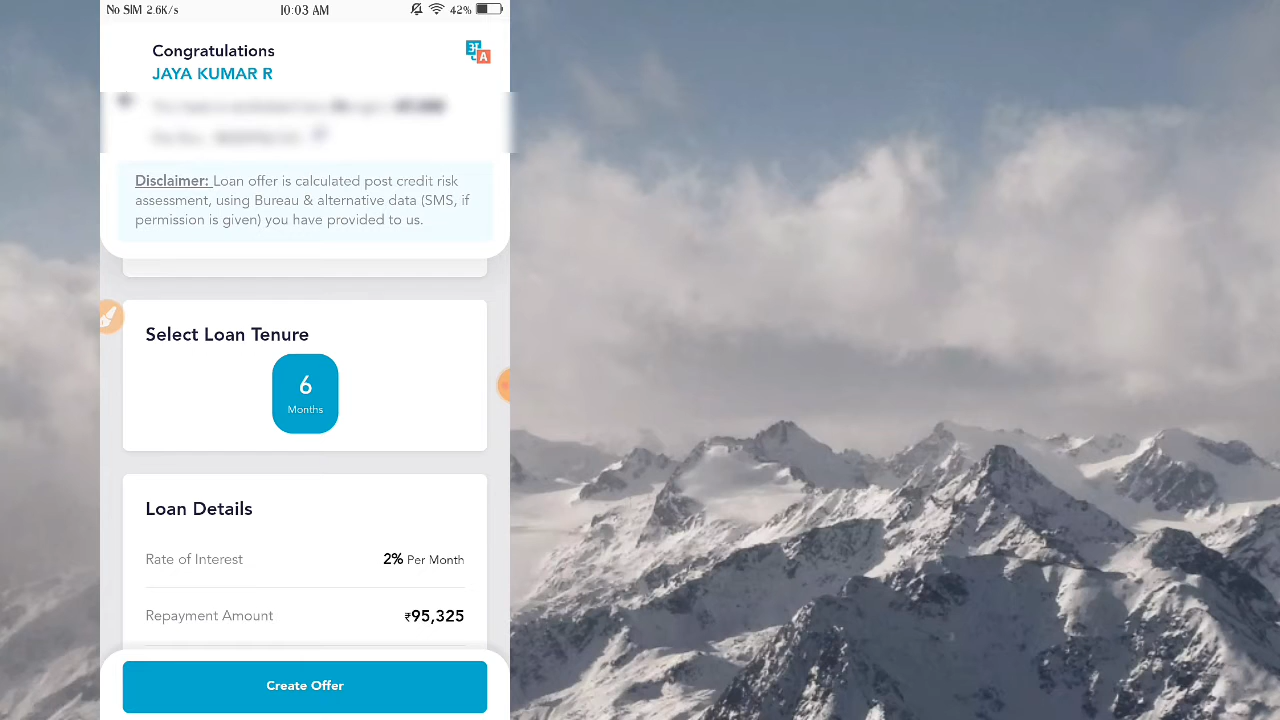 No SIM 2.6K/s 10:03 AM 42%
Congratulations
JAYA KUMAR R
A
Disclaimer: Loan offer is calculated post credit risk
assessment, using Bureau & alternative data (SMS, if
permission is given) you have provided to us.
Select Loan Tenure
6
Months
Loan Details
Rate of Interest 2% Per Month
Repayment Amount ₹95,325
Create Offer